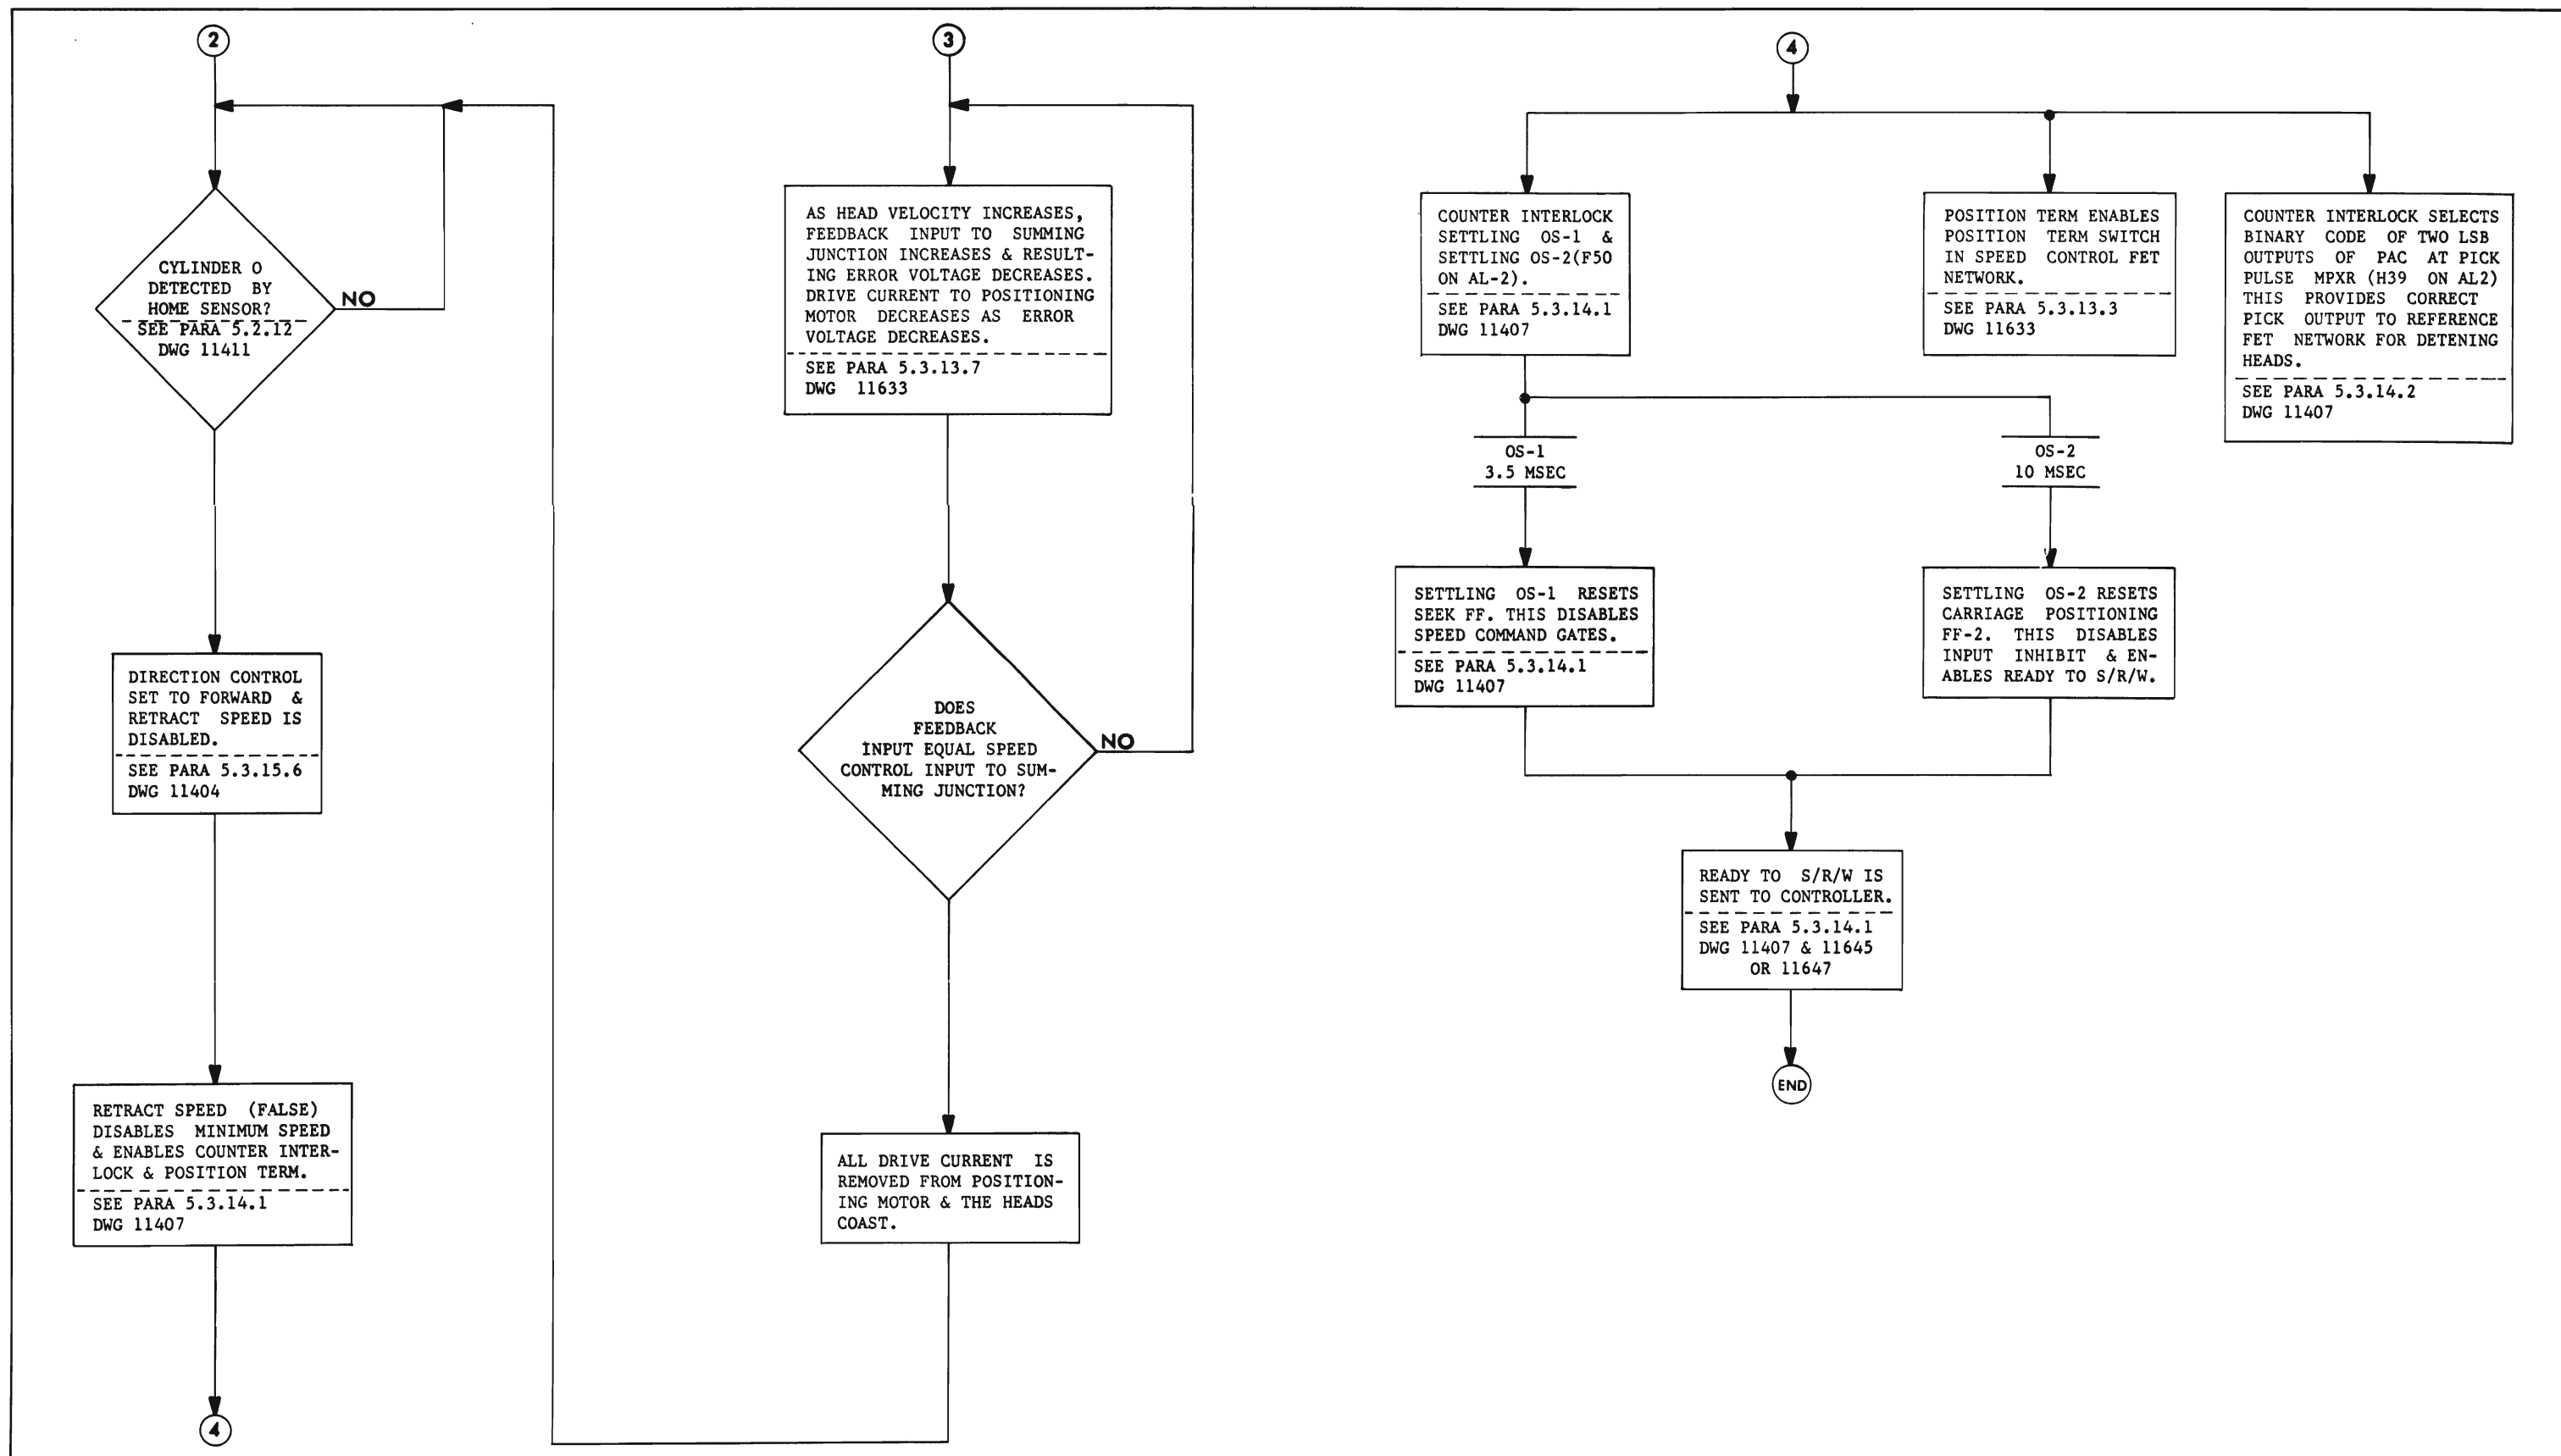 2
CYLINDER O
DETECTED BY
HOME SENSOR?
SEE PARA 5.2.12
DWG 11411
NO
DIRECTION CONTROL
SET TO FORWARD &
RETRACT SPEED IS
DISABLED.
SEE PARA 5.3.15.6
DWG 11404
RETRACT SPEED (FALSE)
DISABLES MINIMUM SPEED
& ENABLES COUNTER INTER-
LOCK & POSITION TERM.
SEE PARA 5.3.14.1
DWG 11407
4
3
AS HEAD VELOCITY INCREASES,
FEEDBACK INPUT TO SUMMING
JUNCTION INCREASES & RESULT-
ING ERROR VOLTAGE DECREASES.
DRIVE CURRENT TO POSITIONING
MOTOR DECREASES AS ERROR
VOLTAGE DECREASES.
SEE PARA 5.3.13.7
DWG 11633
DOES
FEEDBACK
INPUT EQUAL SPEED
CONTROL INPUT TO SUM-
MING JUNCTION?
NO
ALL DRIVE CURRENT IS
REMOVED FROM POSITION-
ING MOTOR & THE HEADS
COAST.
4
COUNTER INTERLOCK
SETTLING OS-1 &
SETTLING OS-2(F50
ON AL-2).
SEE PARA 5.3.14.1
DWG 11407
POSITION TERM ENABLES
POSITION TERM SWITCH
IN SPEED CONTROL FET
NETWORK.
SEE PARA 5.3.13.3
DWG 11633
COUNTER INTERLOCK SELECTS
BINARY CODE OF TWO LSB
OUTPUTS OF PAC AT PICK
PULSE MPXR (H39 ON AL2)
THIS PROVIDES CORRECT
PICK OUTPUT TO REFERENCE
FET NETWORK FOR DETENING
HEADS.
SEE PARA 5.3.14.2
DWG 11407
OS-1
3.5 MSEC
OS-2
10 MSEC
SETTLING OS-1 RESETS
SEEK FF. THIS DISABLES
SPEED COMMAND GATES.
SEE PARA 5.3.14.1
DWG 11407
SETTLING OS-2 RESETS
CARRIAGE POSITIONING
FF-2. THIS DISABLES
INPUT INHIBIT & EN-
ABLES READY TO S/R/W.
READY TO S/R/W IS
SENT TO CONTROLLER.
SEE PARA 5.3.14.1
DWG 11407 & 11645
OR 11647
END